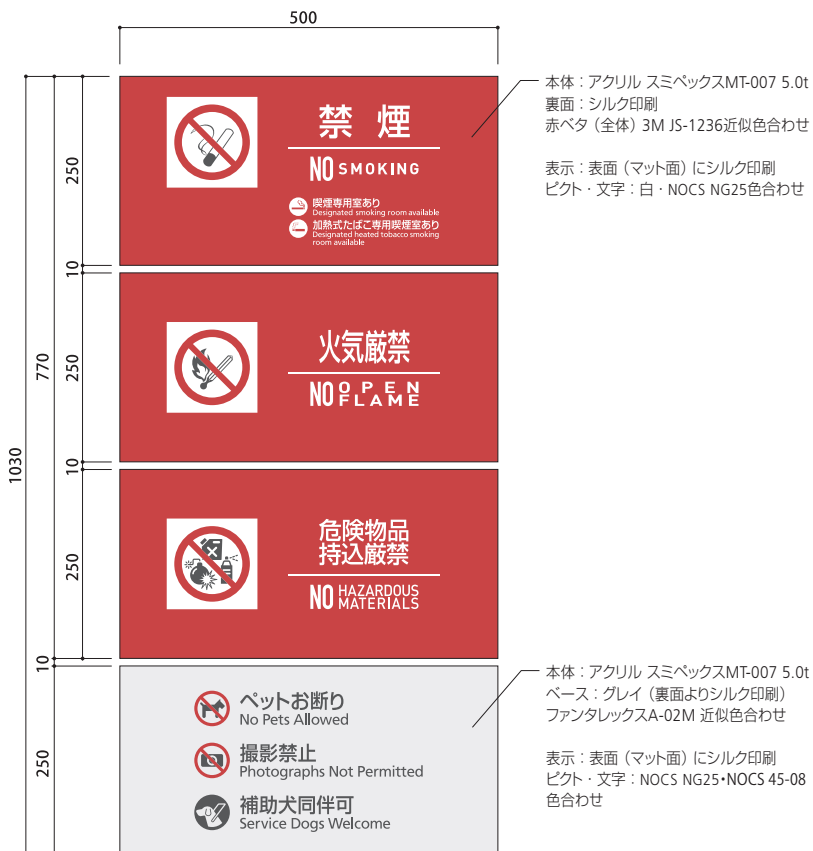 500
1030
770
250
10
250
10
250
10
250
禁煙
NO SMOKING
喫煙専用室あり
Designated smoking room available
加熱式たばこ専用喫煙室あり
Designated heated tobacco smoking
room available
火気厳禁
NO OPEN
FLAME
危険物品
持込厳禁
NO HAZARDOUS
MATERIALS
ペットお断り
No Pets Allowed
撮影禁止
Photographs Not Permitted
補助犬同伴可
Service Dogs Welcome
本体：アクリル スミペックスMT-007 5.0t
裏面：シルク印刷
赤ベタ（全体）3M JS-1236近似色合わせ
表示：表面（マット面）にシルク印刷
ピクト・文字：白・NOCS NG25色合わせ
本体：アクリル スミペックスMT-007 5.0t
ベース：グレイ（裏面よりシルク印刷）
ファンタレックスA-02M 近似色合わせ
表示：表面（マット面）にシルク印刷
ピクト・文字：NOCS NG25・NOCS 45-08
色合わせ